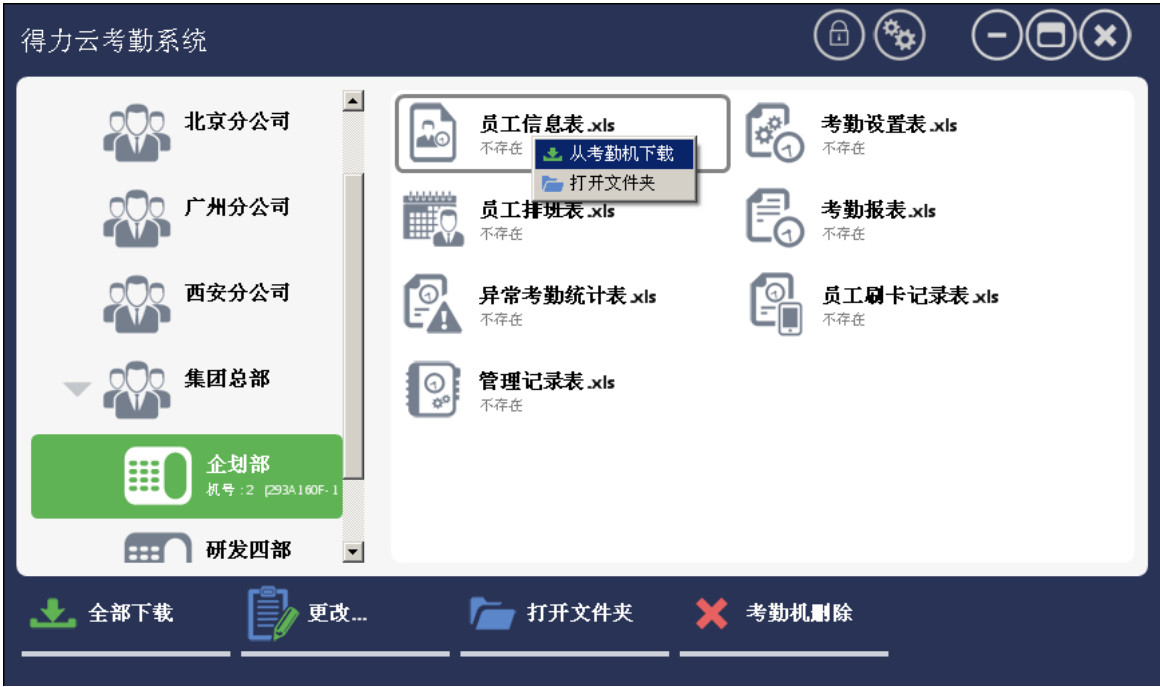 得力云考勤系统
北京分公司
广州分公司
西安分公司
集团总部
企划部
机号:2 [293A160F-1
研发四部
员工信息表.xls
不存在
从考勤机下载
打开文件夹
考勤设置表.xls
不存在
员工排班表.xls
不存在
考勤报表.xls
不存在
异常考勤统计表.xls
不存在
员工刷卡记录表.xls
不存在
管理记录表.xls
不存在
全部下载
更改...
打开文件夹
考勤机删除